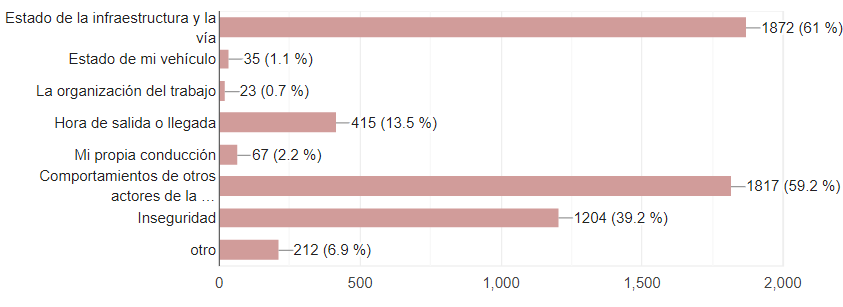 Estado de la infraestructura y la
vía
1872 (61 %)
Estado de mi vehículo
35 (1.1 %)
La organización del trabajo
23 (0.7 %)
Hora de salida o llegada
415 (13.5 %)
Mi propia conducción
67 (2.2 %)
Comportamientos de otros
actores de la …
1817 (59.2 %)
Inseguridad
1204 (39.2 %)
otro
212 (6.9 %)
0
500
1,000
1,500
2,000